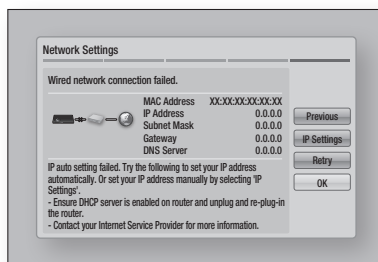 Network Settings
Wired network connection failed.
MAC Address XX:XX:XX:XX:XX:XX
IP Address 0.0.0.0
Subnet Mask 0.0.0.0
Gateway 0.0.0.0
DNS Server 0.0.0.0
Previous
IP Settings
Retry
OK
IP auto setting failed. Try the following to set your IP address
automatically. Or set your IP address manually by selecting 'IP
Settings'.
- Ensure DHCP server is enabled on router and unplug and re-plug-in
the router.
- Contact your Internet Service Provider for more information.